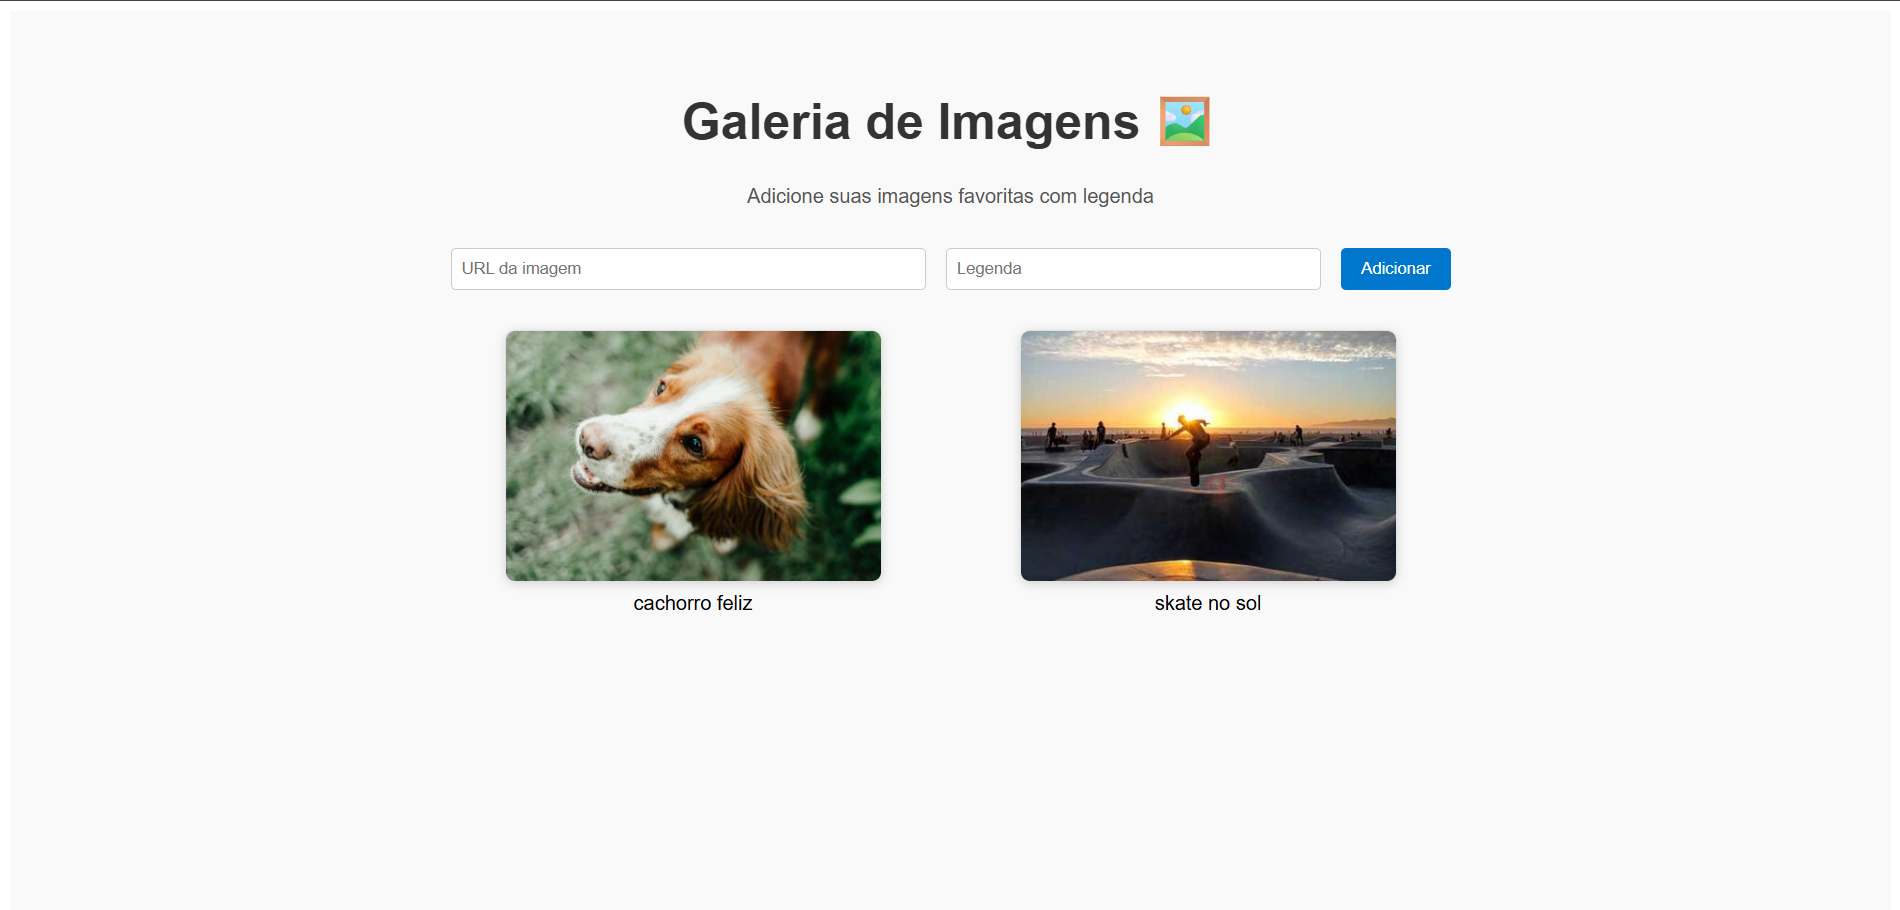 Galeria de Imagens 🖼️
Adicione suas imagens favoritas com legenda
URL da imagem
Legenda
Adicionar
cachorro feliz
skate no sol